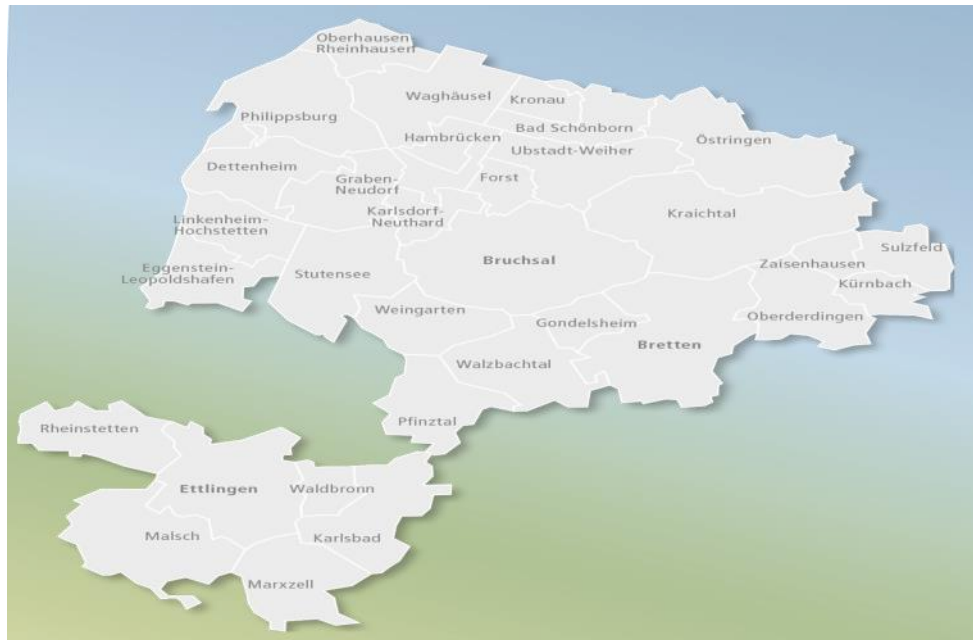 Oberhausen
Rheinhausen
Waghäusel
Kronau
Philippsburg
Bad Schönborn
Hambrücken
Östringen
Ubstadt-Weiher
Dettenheim
Graben-
Neudorf
Forst
Karlsdorf-
Neuthard
Kraichtal
Linkenheim-
Hochstetten
Sulzfeld
Bruchsal
Zaisenhausen
Eggenstein-
Leopoldshafen
Stutensee
Kürnbach
Weingarten
Gondelsheim
Oberderdingen
Bretten
Walzbachtal
Pfinztal
Rheinstetten
Ettlingen
Waldbronn
Malsch
Karlsbad
Marxzell